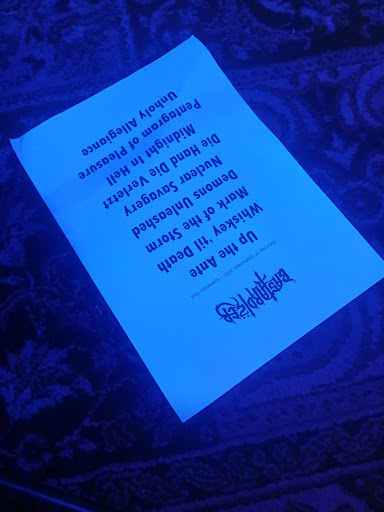 BASTARDIZER
Up the Ante
Whiskey 'til Death
Mark of the Storm
Demons Unleashed
Nuclear Savagery
Die Hand Die Verletzt
Midnight In Hell
Pentagram of Pleasure
Unholy Allegiance